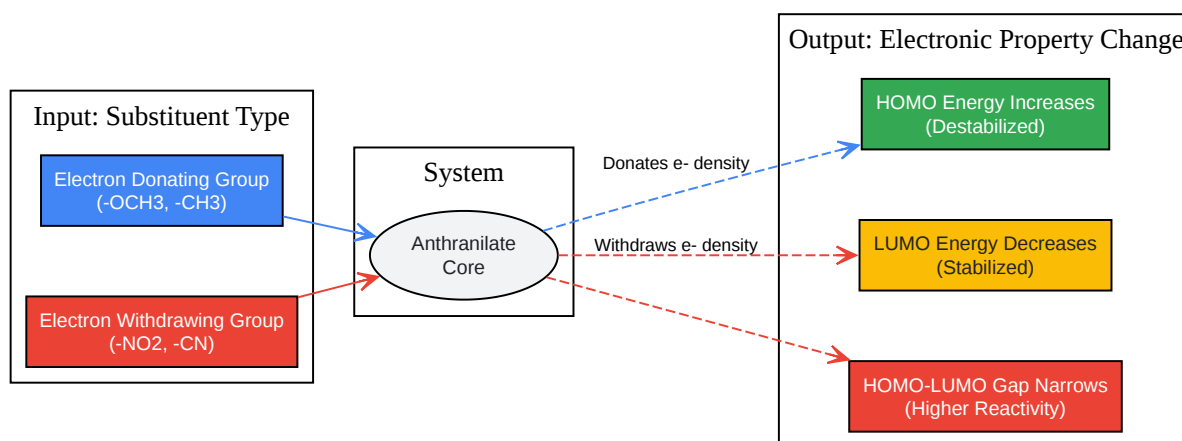 Output: Electronic Property Change
HOMO Energy Increases
(Destabilized)
Input: Substituent Type
Electron Donating Group
(-OCH3, -CH3)
System
Donates e- density
Anthranilate
Core
Withdraws e- density
LUMO Energy Decreases
(Stabilized)
Electron Withdrawing Group
(-NO2, -CN)
HOMO-LUMO Gap Narrows
(Higher Reactivity)